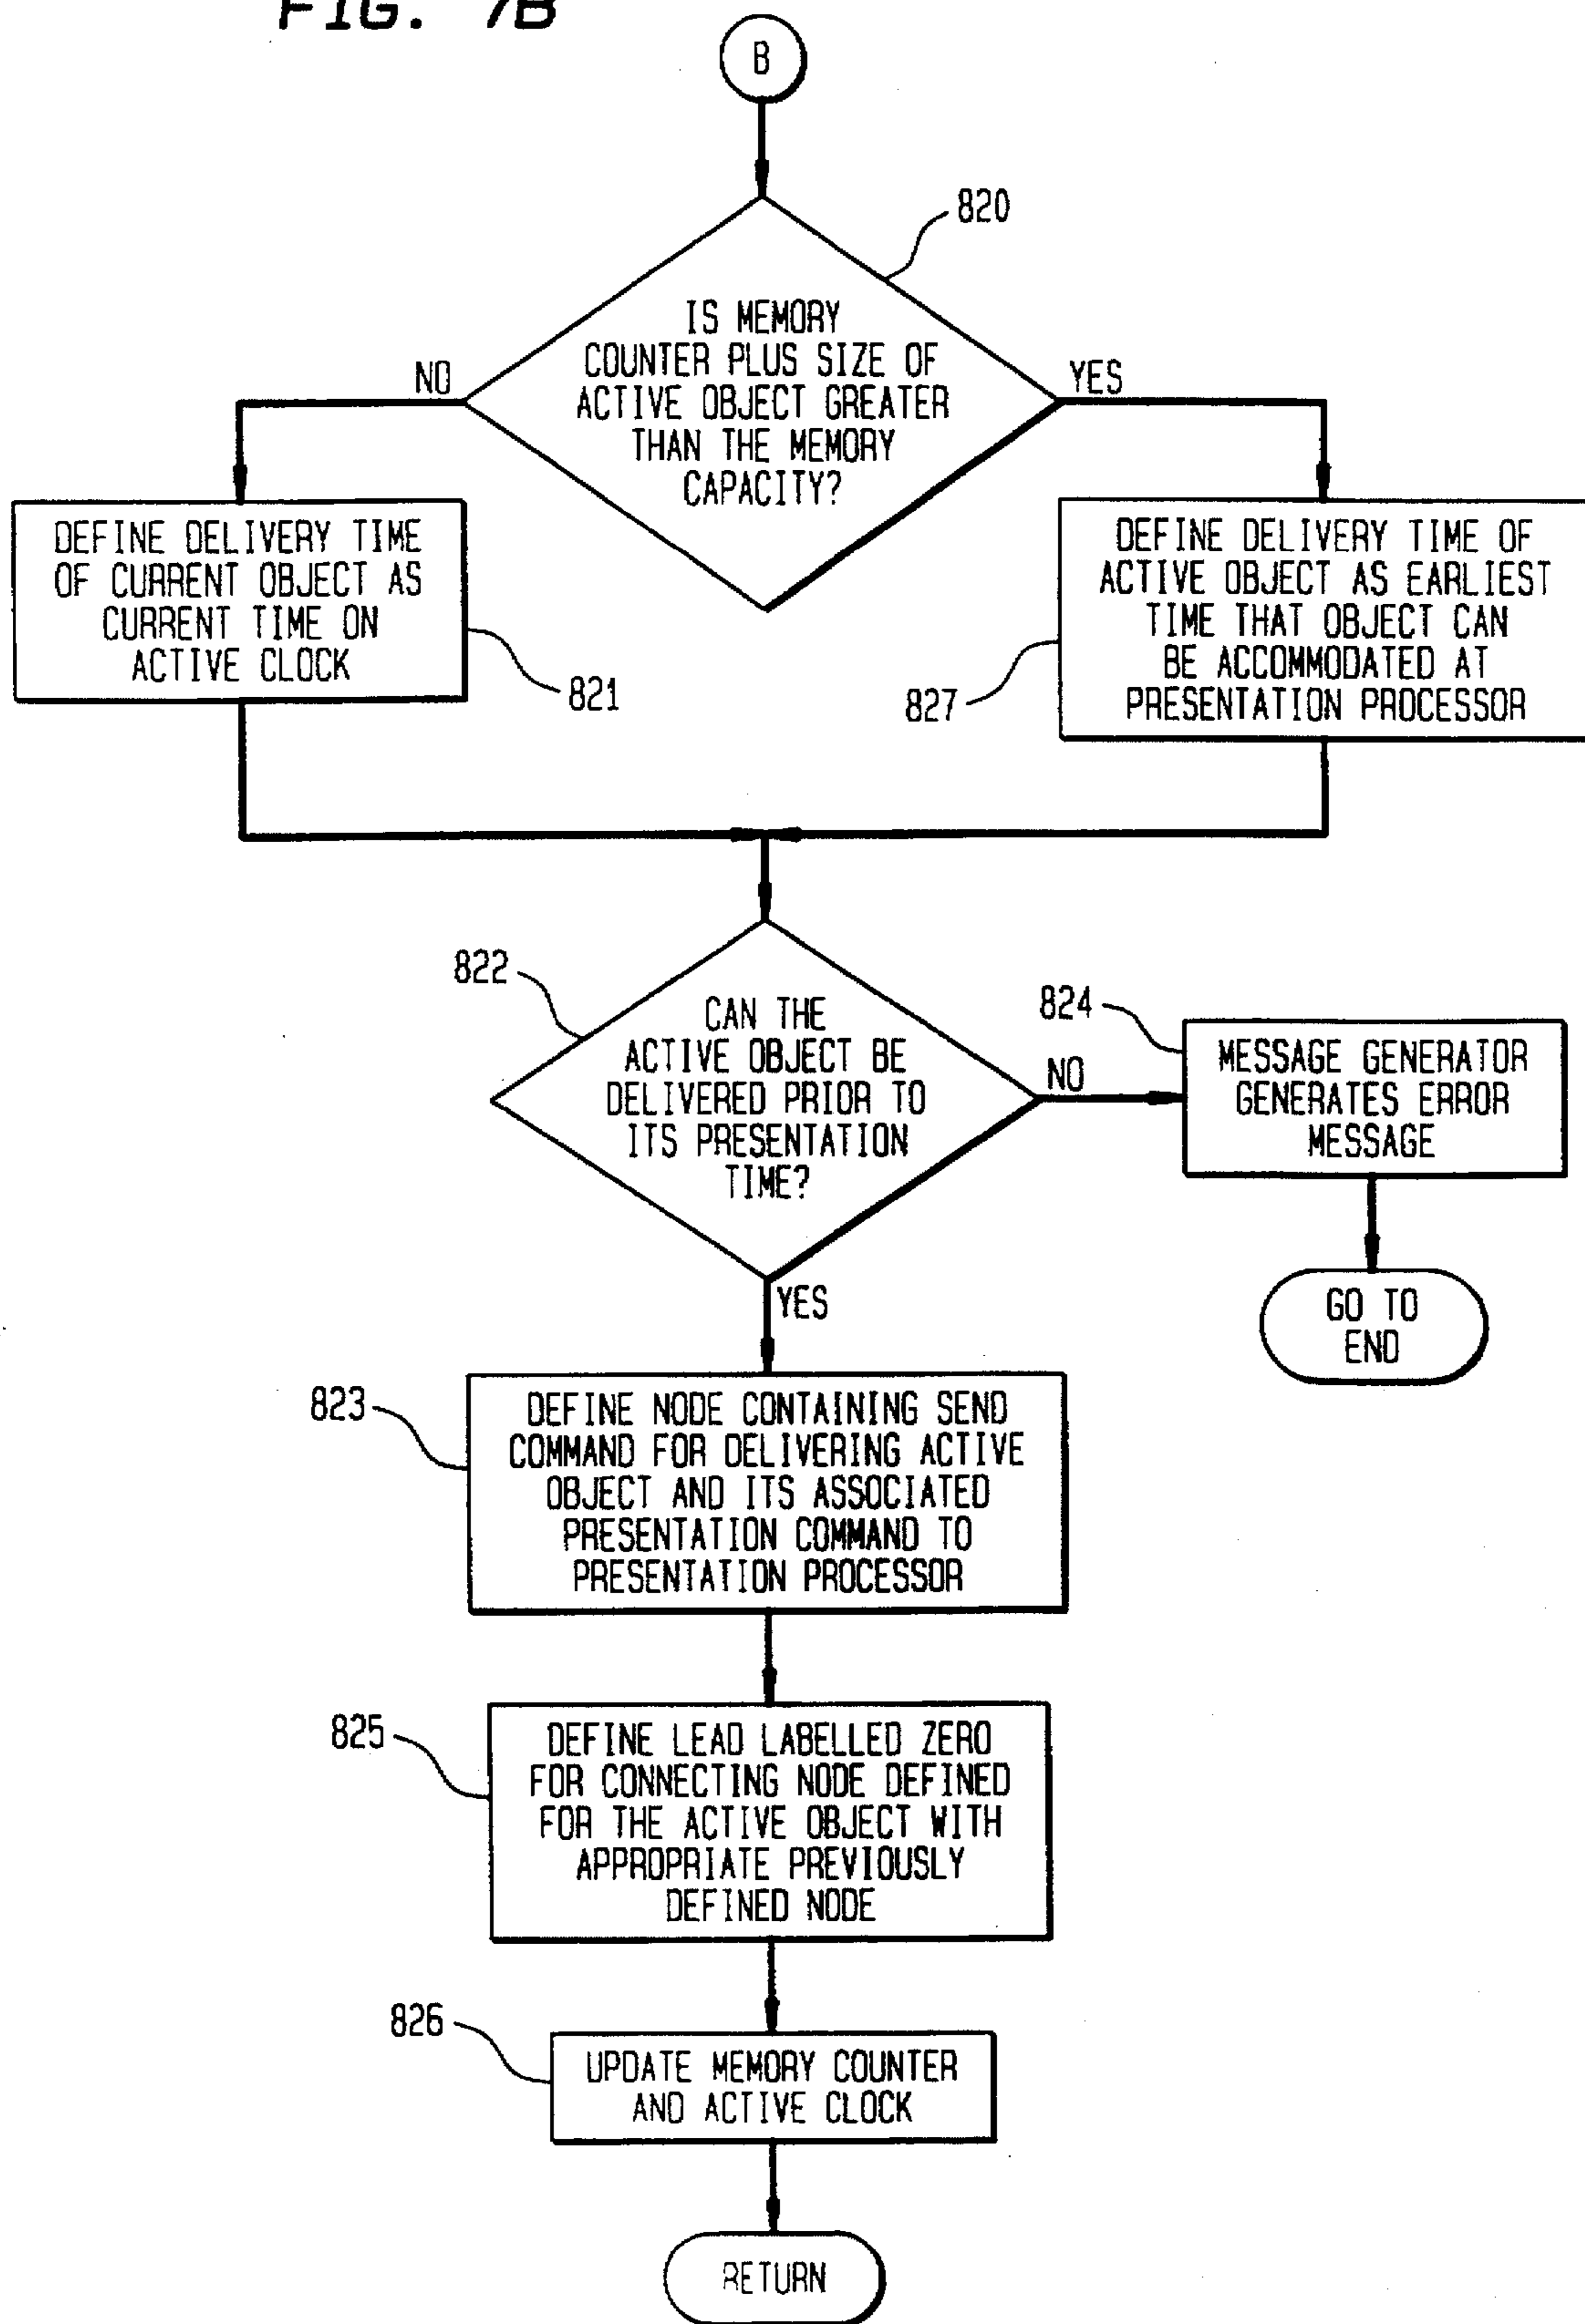 FIG. 7B
B
820
IS MEMORY
COUNTER PLUS SIZE OF
ACTIVE OBJECT GREATER
THAN THE MEMORY
CAPACITY?
NO
YES
DEFINE DELIVERY TIME
OF CURRENT OBJECT AS
CURRENT TIME ON
ACTIVE CLOCK
821
DEFINE DELIVERY TIME OF
ACTIVE OBJECT AS EARLIEST
TIME THAT OBJECT CAN
BE ACCOMMODATED AT
PRESENTATION PROCESSOR
827
822
CAN THE
ACTIVE OBJECT BE
DELIVERED PRIOR TO
ITS PRESENTATION
TIME?
NO
824
MESSAGE GENERATOR
GENERATES ERROR
MESSAGE
GO TO
END
YES
823
DEFINE NODE CONTAINING SEND
COMMAND FOR DELIVERING ACTIVE
OBJECT AND ITS ASSOCIATED
PRESENTATION COMMAND TO
PRESENTATION PROCESSOR
825
DEFINE LEAD LABELLED ZERO
FOR CONNECTING NODE DEFINED
FOR THE ACTIVE OBJECT WITH
APPROPRIATE PREVIOUSLY
DEFINED NODE
826
UPDATE MEMORY COUNTER
AND ACTIVE CLOCK
RETURN